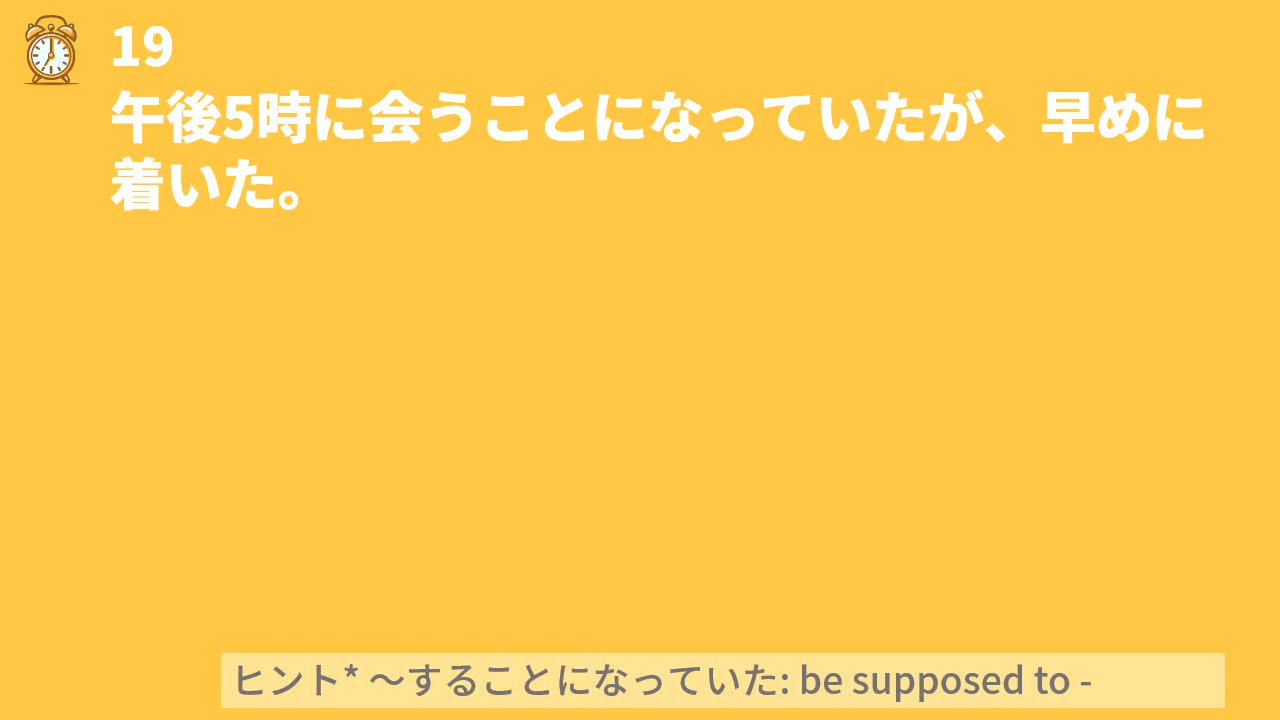 19
午後5時に会うことになっていたが、早めに
着いた。
ヒント* 〜することになっていた: be supposed to -